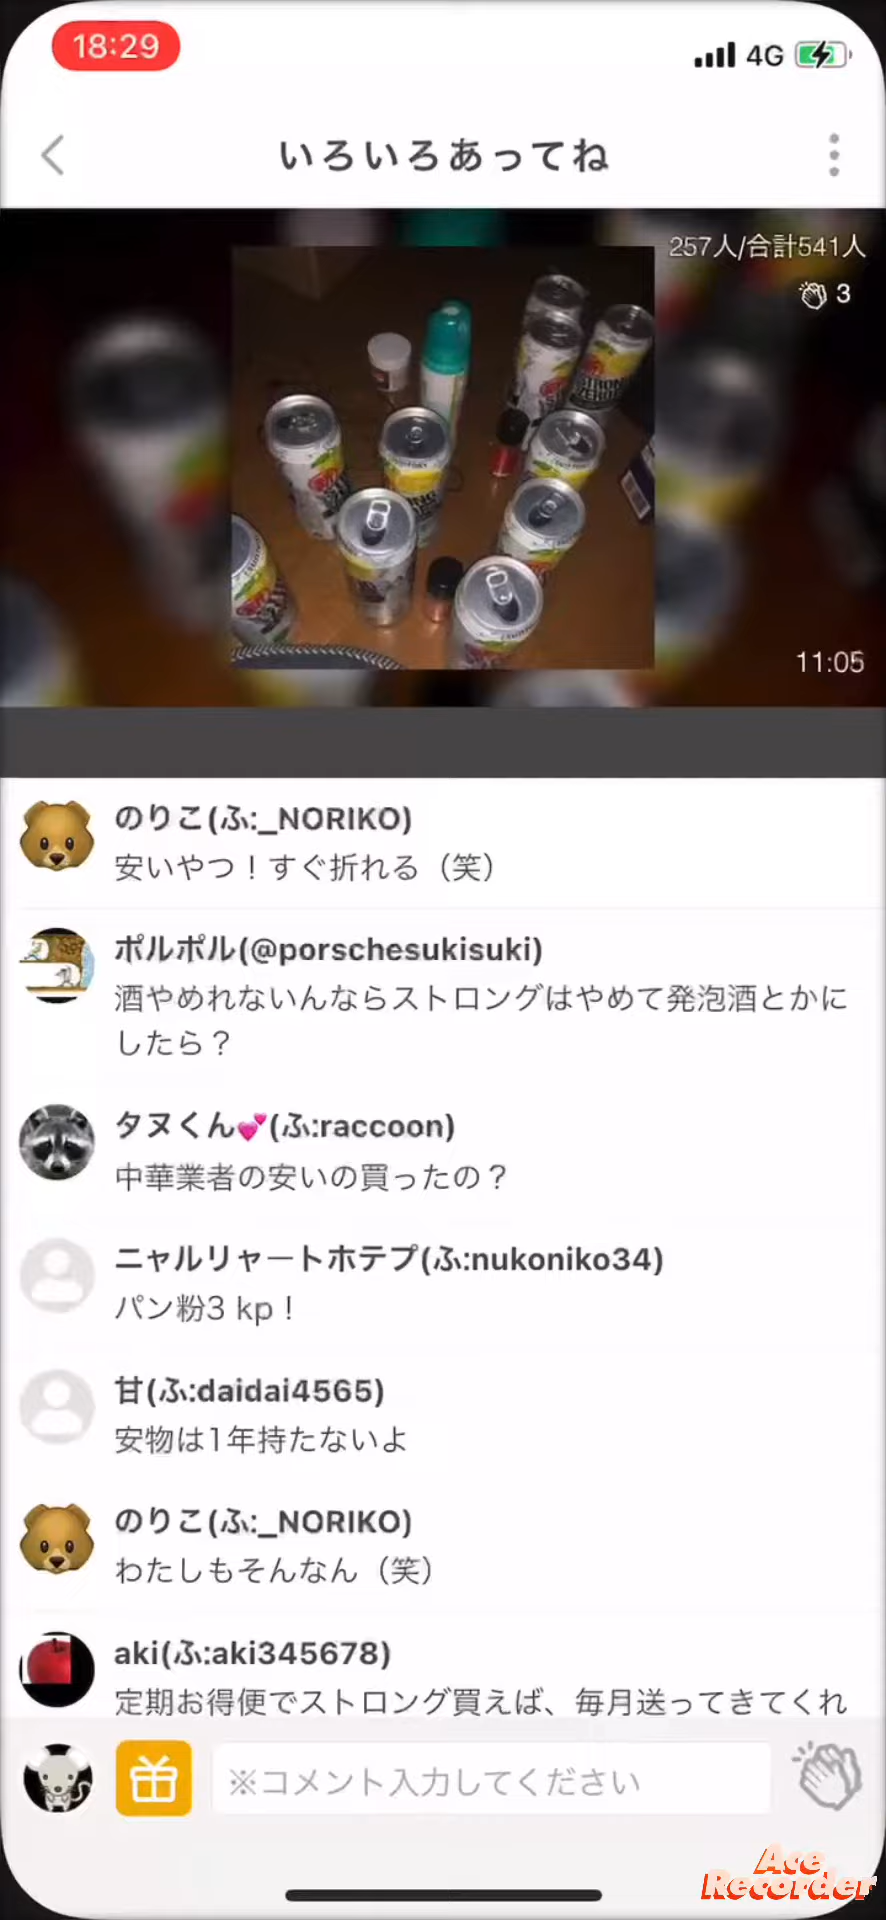 18:29
4G
いろいろあってね
257人/合計541人
3
STRONG
ZERO
11:05
のりこ(ふ:_NORIKO)
安いやつ！すぐ折れる（笑）
ポルポル(@porschesukisuki)
酒やめれないんならストロングはやめて発泡酒とかに
したら？
タヌくん💕(ふ:raccoon)
中華業者の安いの買ったの？
ニャルリャートホテプ(ふ:nukoniko34)
パン粉3 kp！
甘(ふ:daidai4565)
安物は1年持たないよ
のりこ(ふ:_NORIKO)
わたしもそんなん（笑）
aki(ふ:aki345678)
定期お得便でストロング買えば、毎月送ってきてくれ
※コメント入力してください
Ace
Recorder